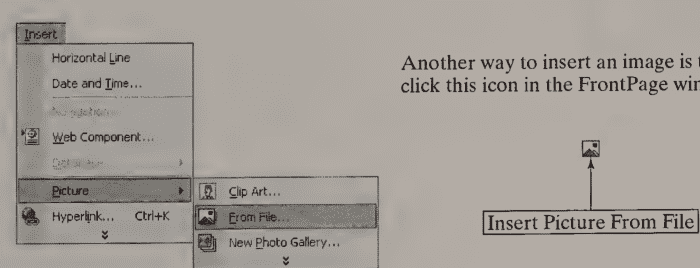 Insert
Horizontal Line
Date and Time...
Web Component...
Picture
Hyperlink... Ctrl+K
Clip Art...
From File...
New Photo Gallery...
Another way to insert an image is
click this icon in the FrontPage
Insert Picture From File